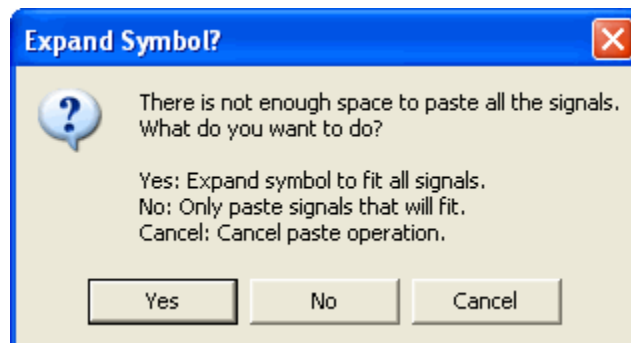 Expand Symbol?
There is not enough space to paste all the signals.
What do you want to do?
Yes: Expand symbol to fit all signals.
No: Only paste signals that will fit.
Cancel: Cancel paste operation.
Yes
No
Cancel